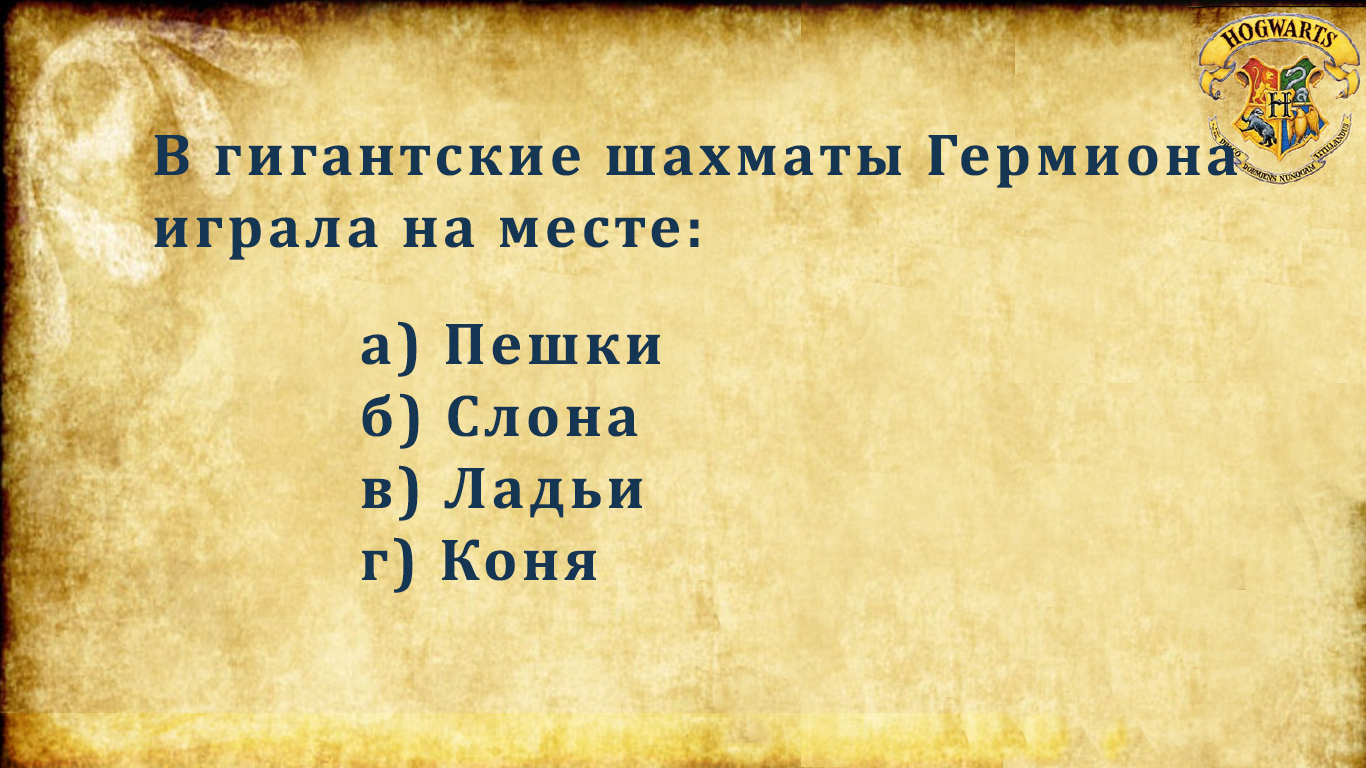 HOGWARTS
В гигантские шахматы Гермиона
играла на месте:
а) Пешки
б) Слона
в) Ладьи
г) Коня